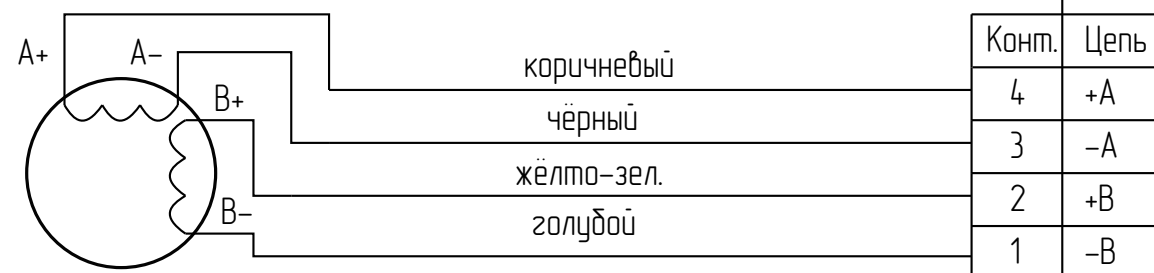 A+ A- коричневый Конт. Цепь
B+ 4 +A
чёрный 3 -A
жёлто-зел. 2 +B
B- голубой 1 -B